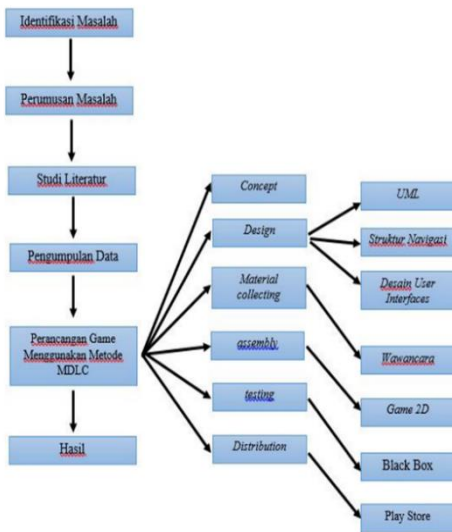 Identifikasi Masalah
Perumusan Masalah
Studi Literatur
Pengumpulan Data
Perancangan Game
Menggunakan Metode
MDLC
Hasil
Concept
Design
Material
collecting
assembly
testing
Distribution
UML
Struktur Navigasi
Desain User
Interfaces
Wawancara
Game 2D
Black Box
Play Store